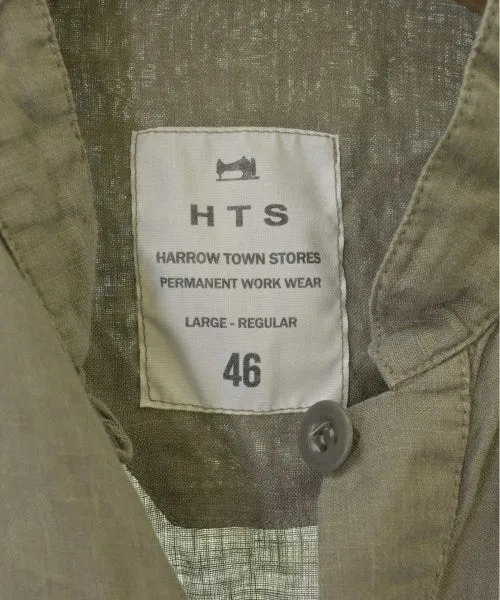 HTS
HARROW TOWN STORES
PERMANENT WORK WEAR
LARGE - REGULAR
46